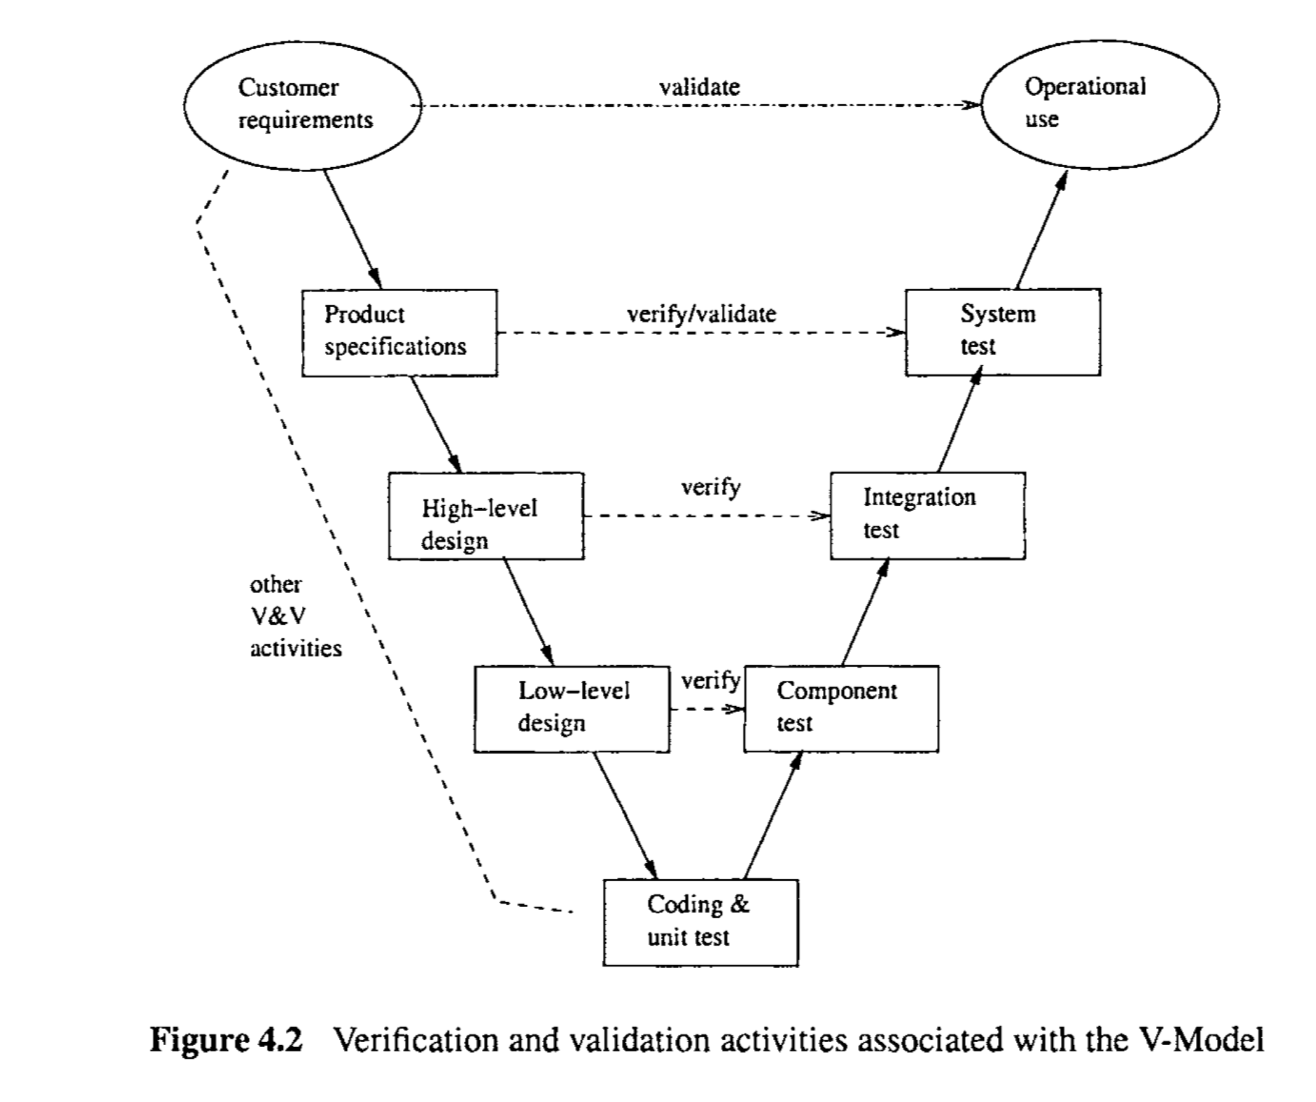 Customer
requirements
validate
Operational
use
Product
specifications
verify/validate
System
test
High-level
design
verify
Integration
test
other
V&V
activities
Low-level
design
verify
Component
test
Coding &
unit test
Figure 4.2 Verification and validation activities associated with the V-Model